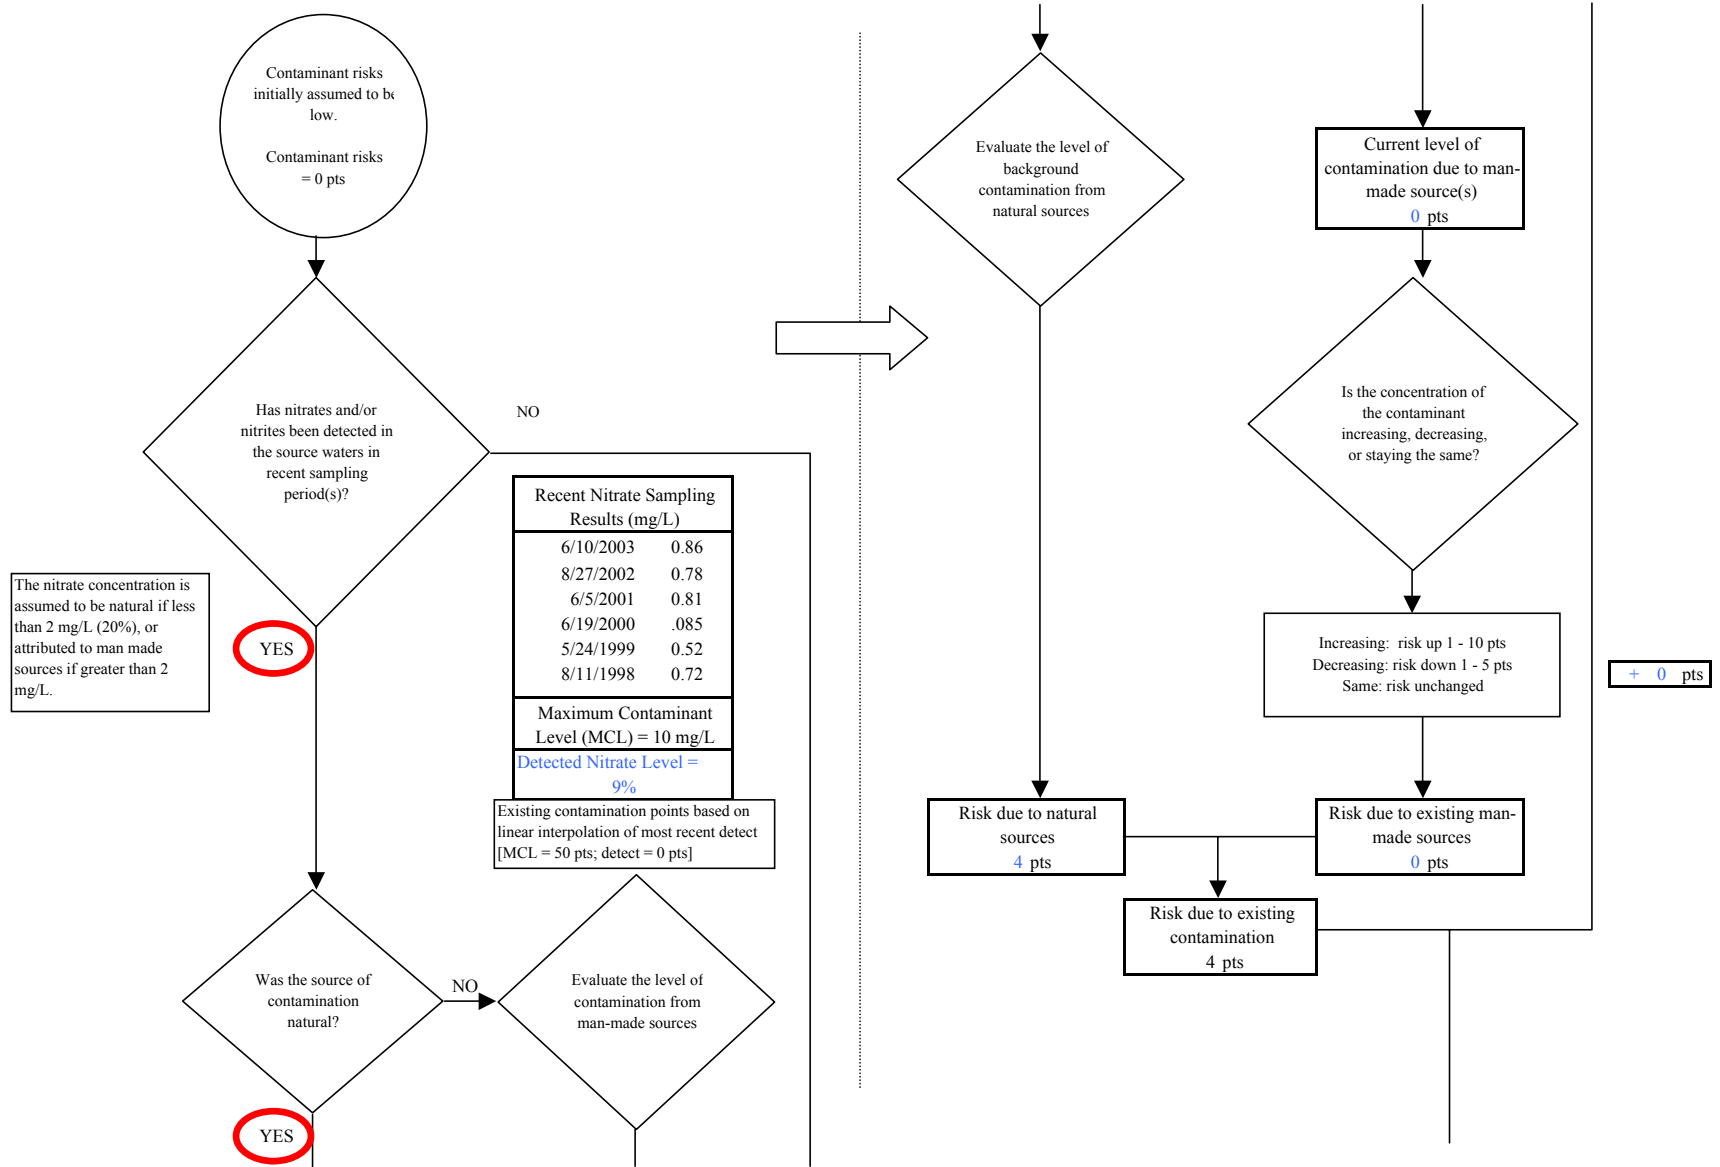 Contaminant risks
initially assumed to be
low.
Contaminant risks
= 0 pts
Has nitrates and/or
nitrites been detected in
the source waters in
recent sampling
period(s)?
NO
The nitrate concentration is
assumed to be natural if less
than 2 mg/L (20%), or
attributed to man made
sources if greater than 2
mg/L.
YES
Recent Nitrate Sampling
Results (mg/L)
6/10/2003 0.86
8/27/2002 0.78
6/5/2001 0.81
6/19/2000 .085
5/24/1999 0.52
8/11/1998 0.72
Maximum Contaminant
Level (MCL) = 10 mg/L
Detected Nitrate Level =
9%
Existing contamination points based on
linear interpolation of most recent detect
[MCL = 50 pts; detect = 0 pts]
Was the source of
contamination
natural?
NO
Evaluate the level of
contamination from
man-made sources
YES
Evaluate the level of
background
contamination from
natural sources
Current level of
contamination due to man-
made source(s)
0 pts
Is the concentration of
the contaminant
increasing, decreasing,
or staying the same?
Increasing: risk up 1 - 10 pts
Decreasing: risk down 1 - 5 pts
Same: risk unchanged
+ 0 pts
Risk due to natural
sources
4 pts
Risk due to existing man-
made sources
0 pts
Risk due to existing
contamination
4 pts